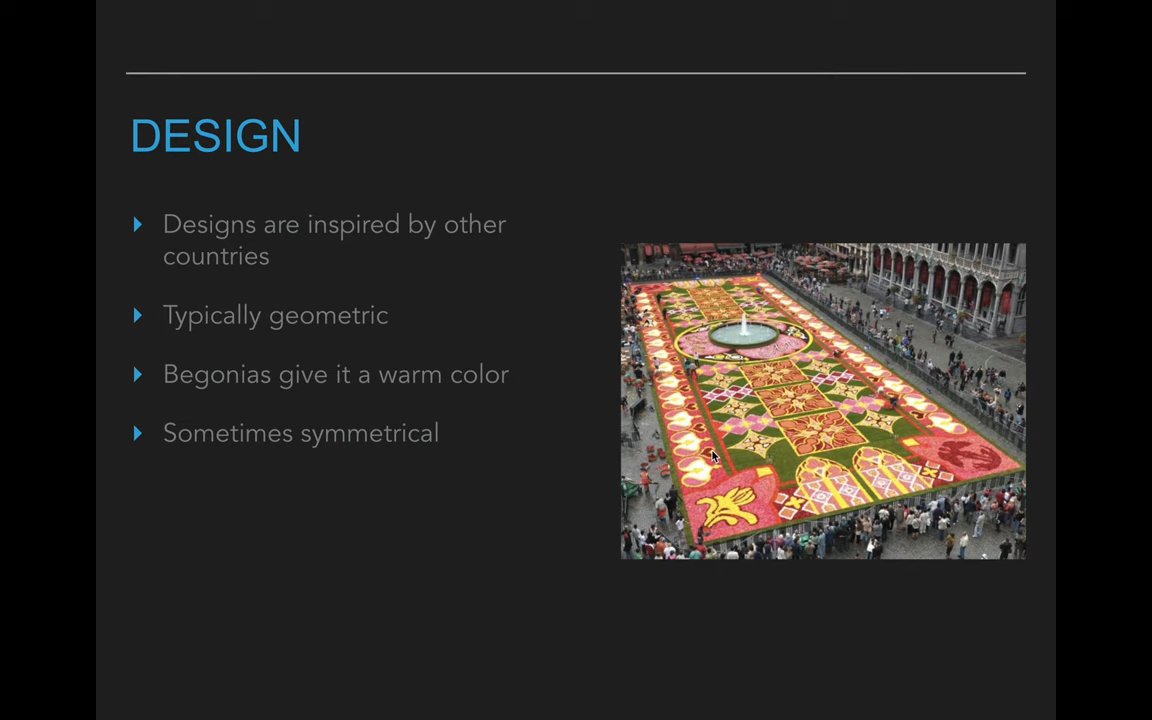 DESIGN
Designs are inspired by other
countries
Typically geometric
Begonias give it a warm color
Sometimes symmetrical